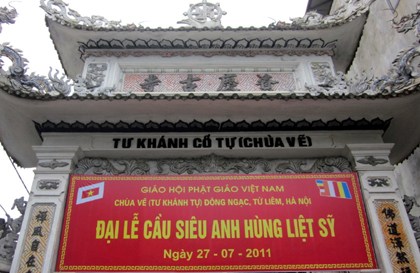 TƯ KHÁNH CỔ TỰ (CHÙA VẼ)
GIÁO HỘI PHẬT GIÁO VIỆT NAM
CHÙA VẼ (TƯ KHÁNH TỰ) ĐÔNG NGẠC, TỪ LIÊM, HÀ NỘI
ĐẠI LỄ CẦU SIÊU ANH HÙNG LIỆT SỸ
Ngày 27 - 07 - 2011